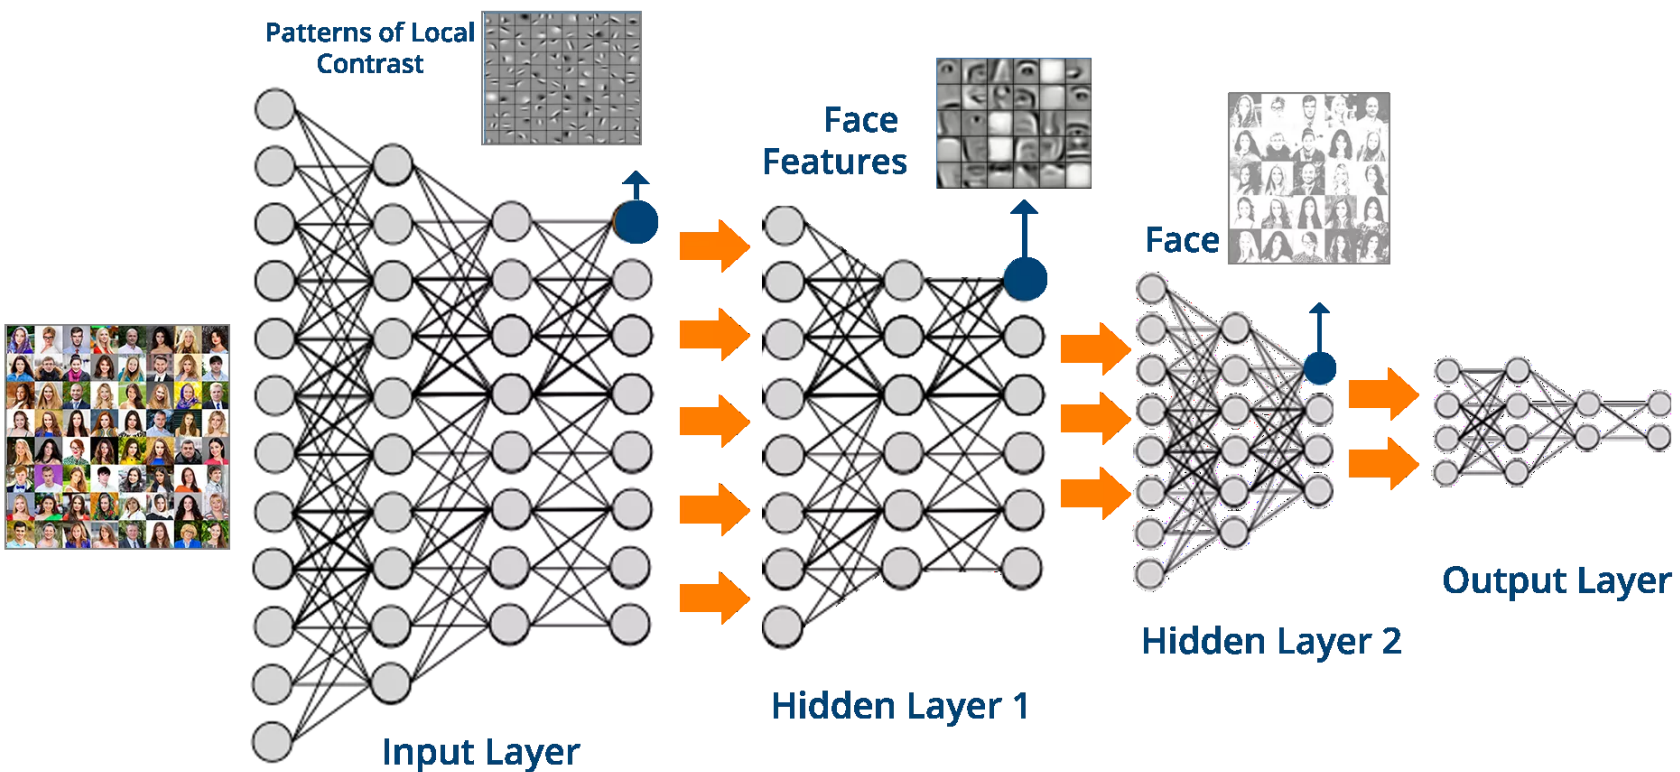 Patterns of Local
Contrast
Face
Features
Face
Input Layer
Hidden Layer 1
Hidden Layer 2
Output Layer